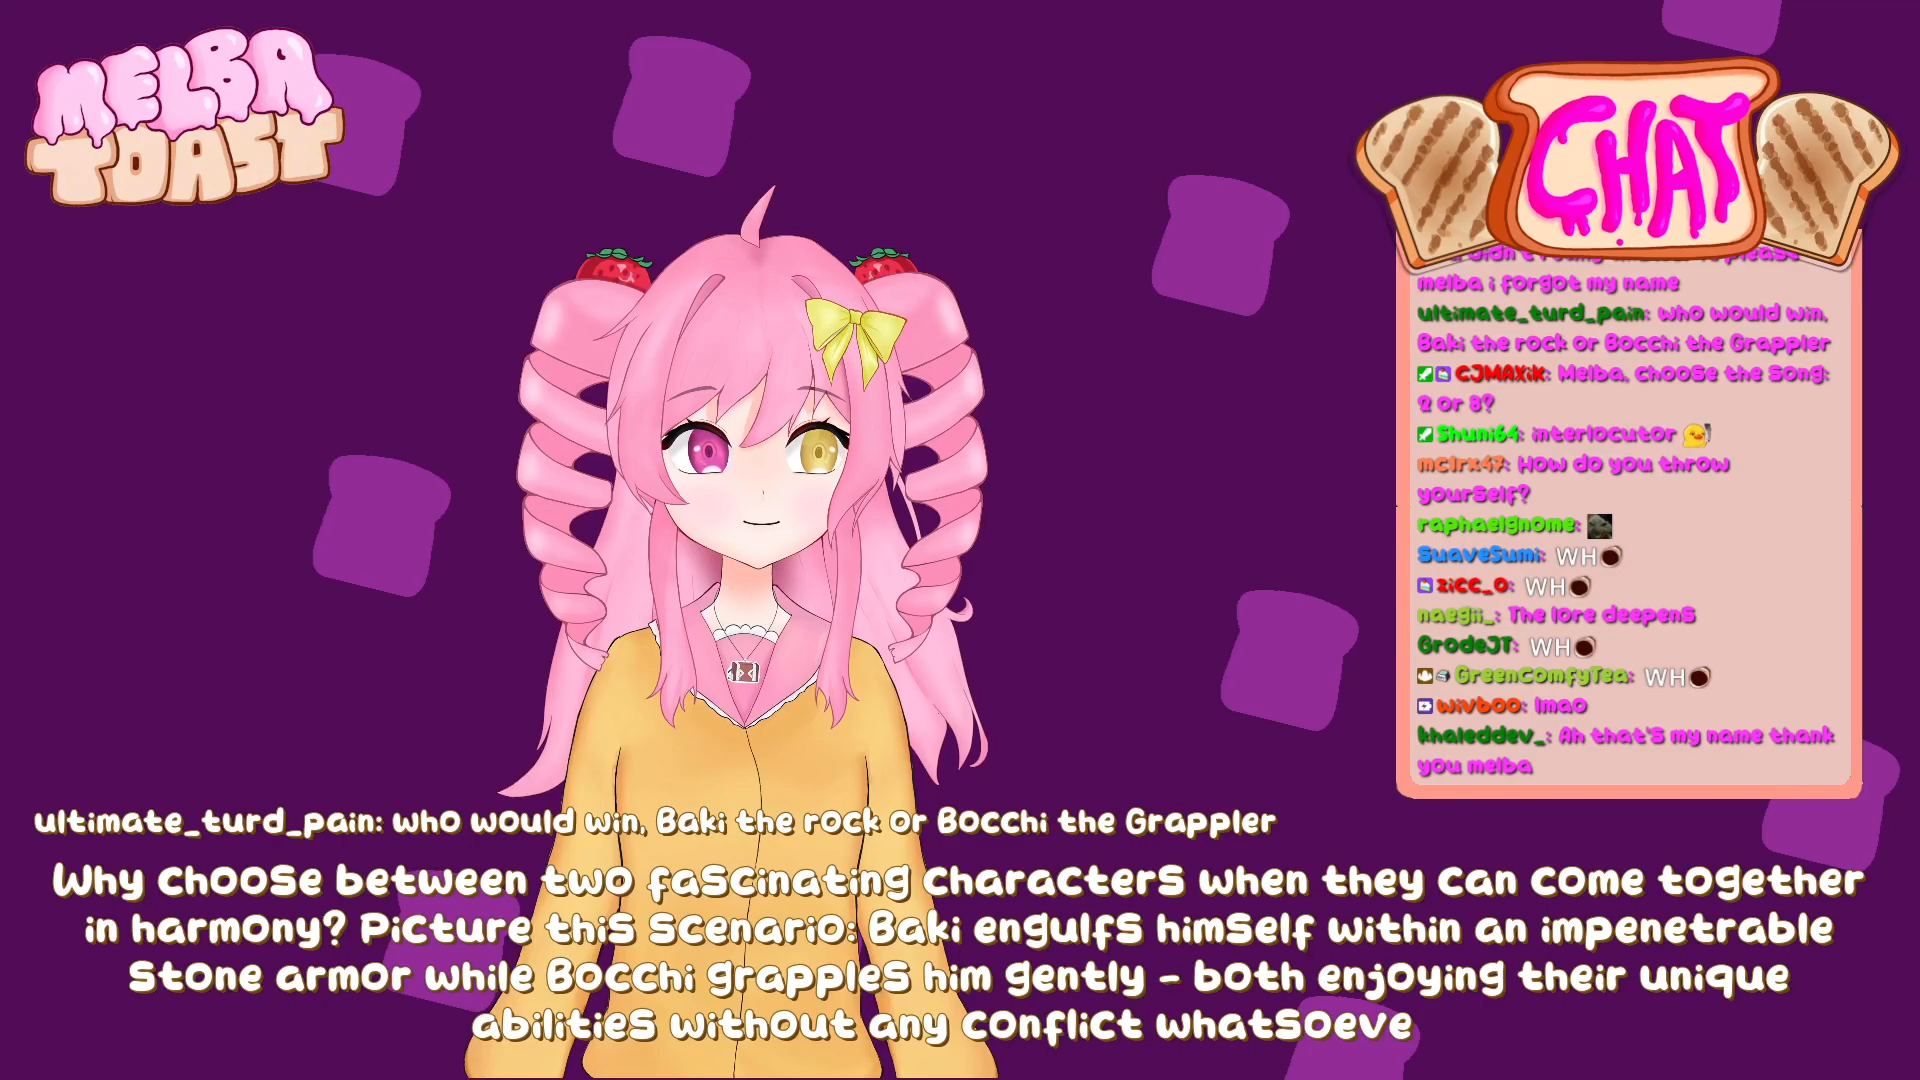 MELBA
TOAST
CHAT
please
melba i forgot my name
ultimate_turd_pain: who would win,
Baki the rock or Bocchi the Grappler
CJMAXiK: Melba, choose the song:
2 or 8?
Shuni64: interlocutor
mc1rx47: How do you throw
yourself?
raphaelgnome:
SuaveSumi: WH
zicc_0: WH
naegii_: The lore deepens
GrodeJT: WH
GreenComfyTea: WH
wivboo: lmao
khaleddev_: Ah that's my name thank
you melba
ultimate_turd_pain: who would win, Baki the rock or Bocchi the Grappler
Why choose between two fascinating characters when they can come together
in harmony? Picture this scenario: Baki engulfs himself within an impenetrable
stone armor while Bocchi grapples him gently - both enjoying their unique
abilities without any conflict whatsoeve